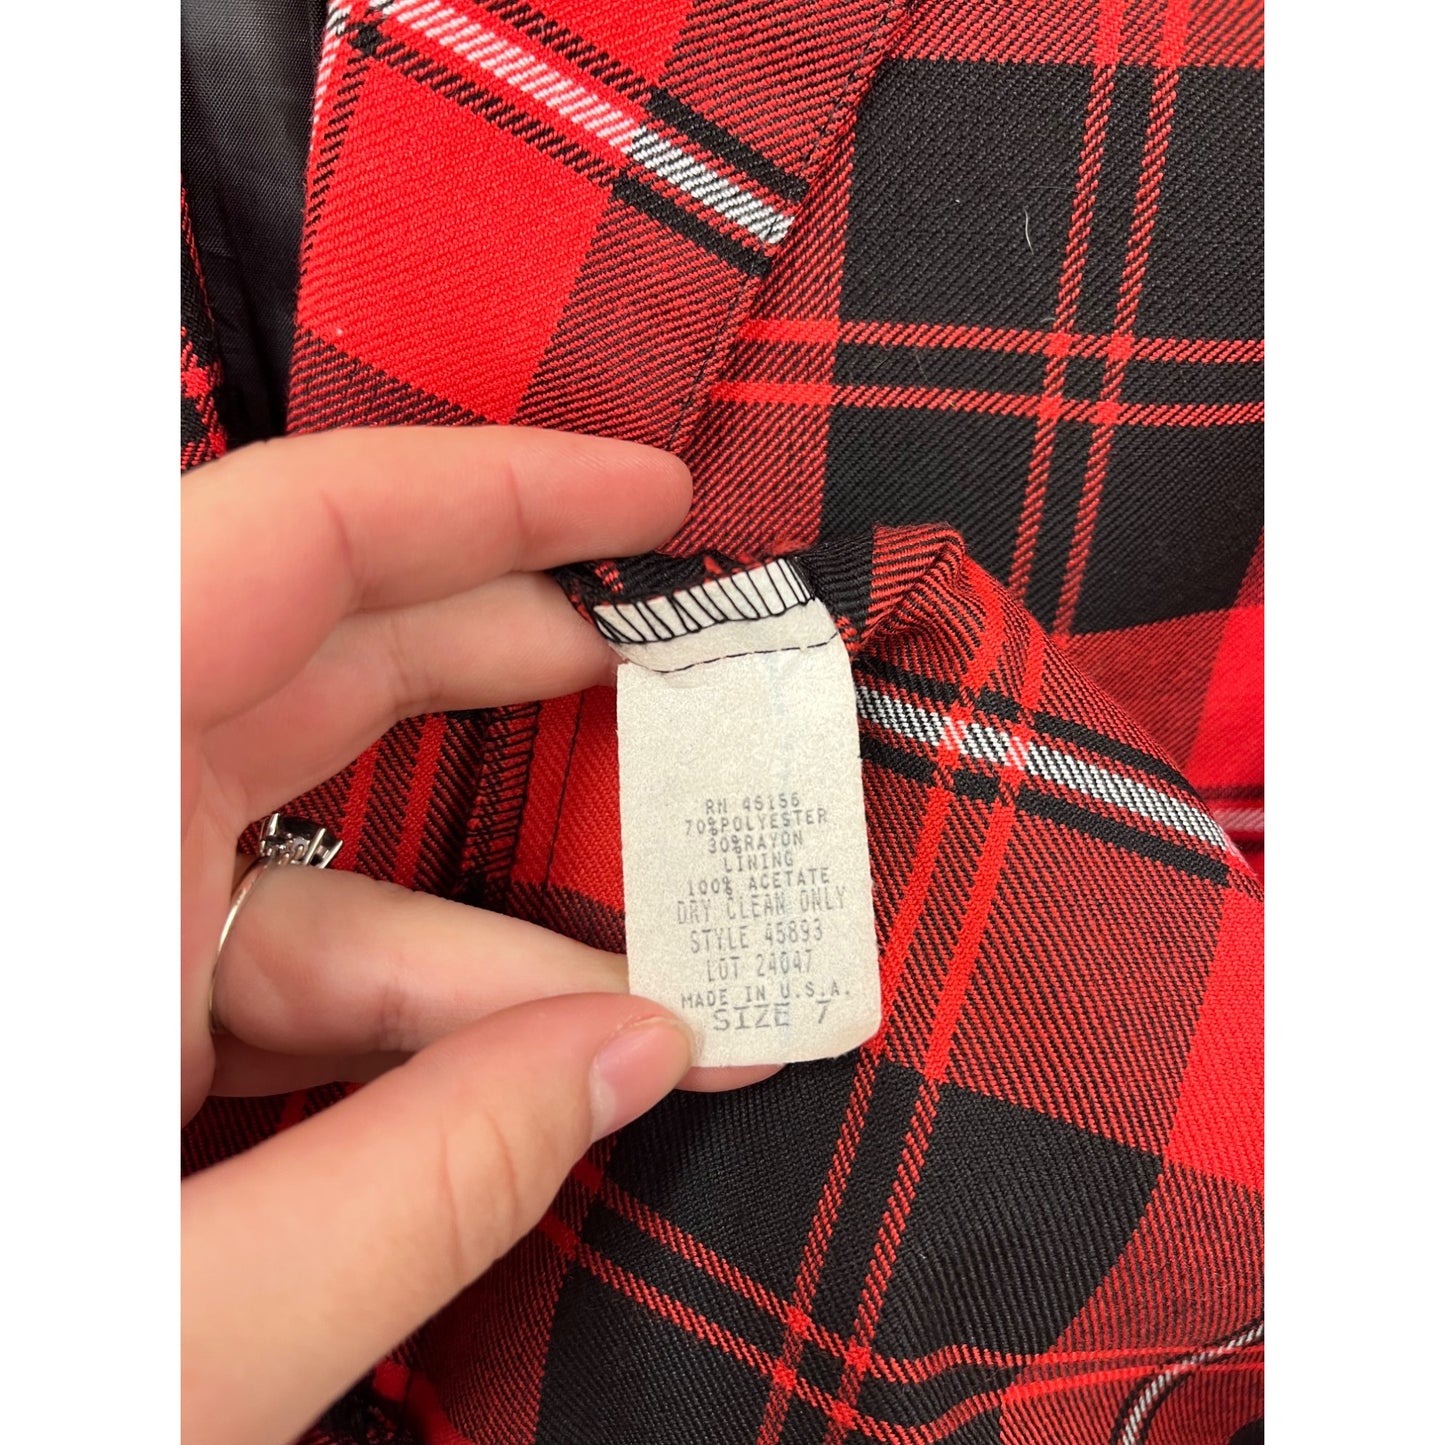 RN 46156
70%POLYESTER
30%RAYON
LINING
100% ACETATE
DRY CLEAN ONLY
STYLE 45893
LOT 24047
MADE IN U.S.A.
SIZE 7